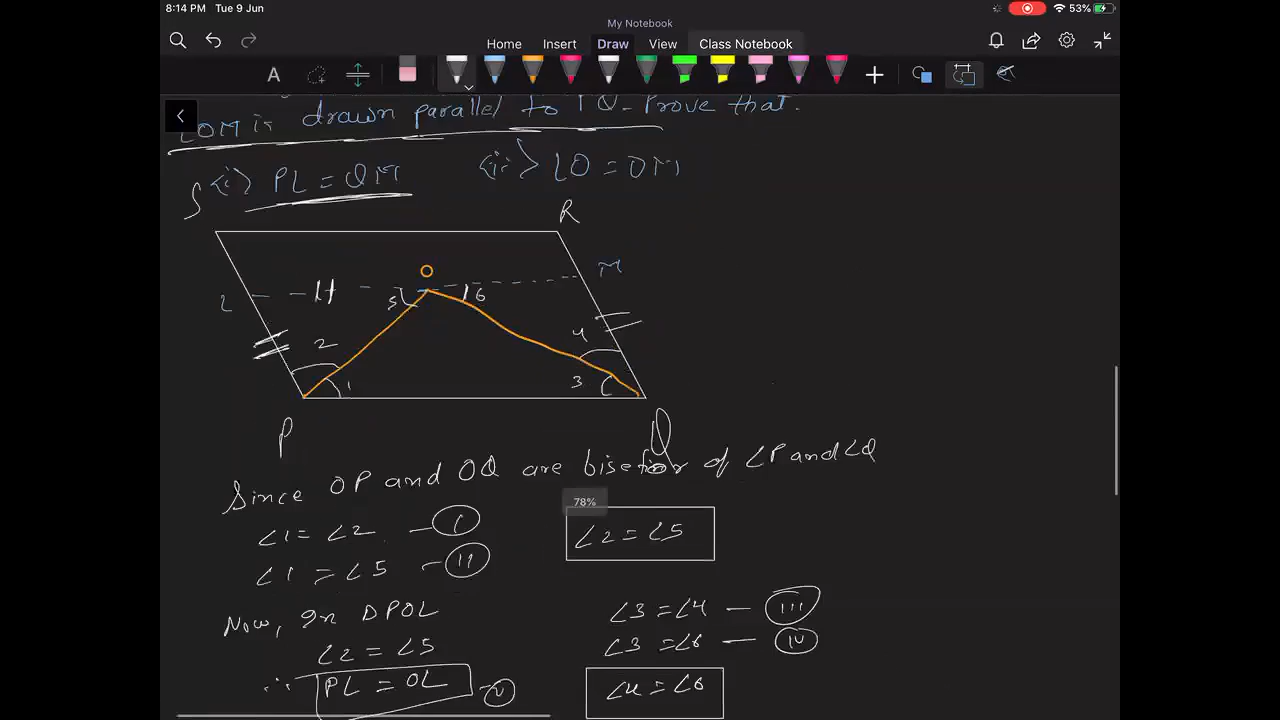 8:14 PM Tue 9 Jun
53%
My Notebook
Home Insert Draw View Class Notebook
A
LOM is drawn parallel to PQ. Prove that.
(i) PL = QM (ii) LO = OM
S R
O M
L 5 6
2 4
1 3
P Q
Since OP and OQ are bisetior of ∠P and ∠Q
78%
∠1 = ∠2 — I
∠2 = ∠5
∠1 = ∠5 — II
Now, In ΔPOL
∠3 = ∠4 — III
∠2 = ∠5
∠3 = ∠6 — IV
∴ PL = OL — V
∠4 = ∠6